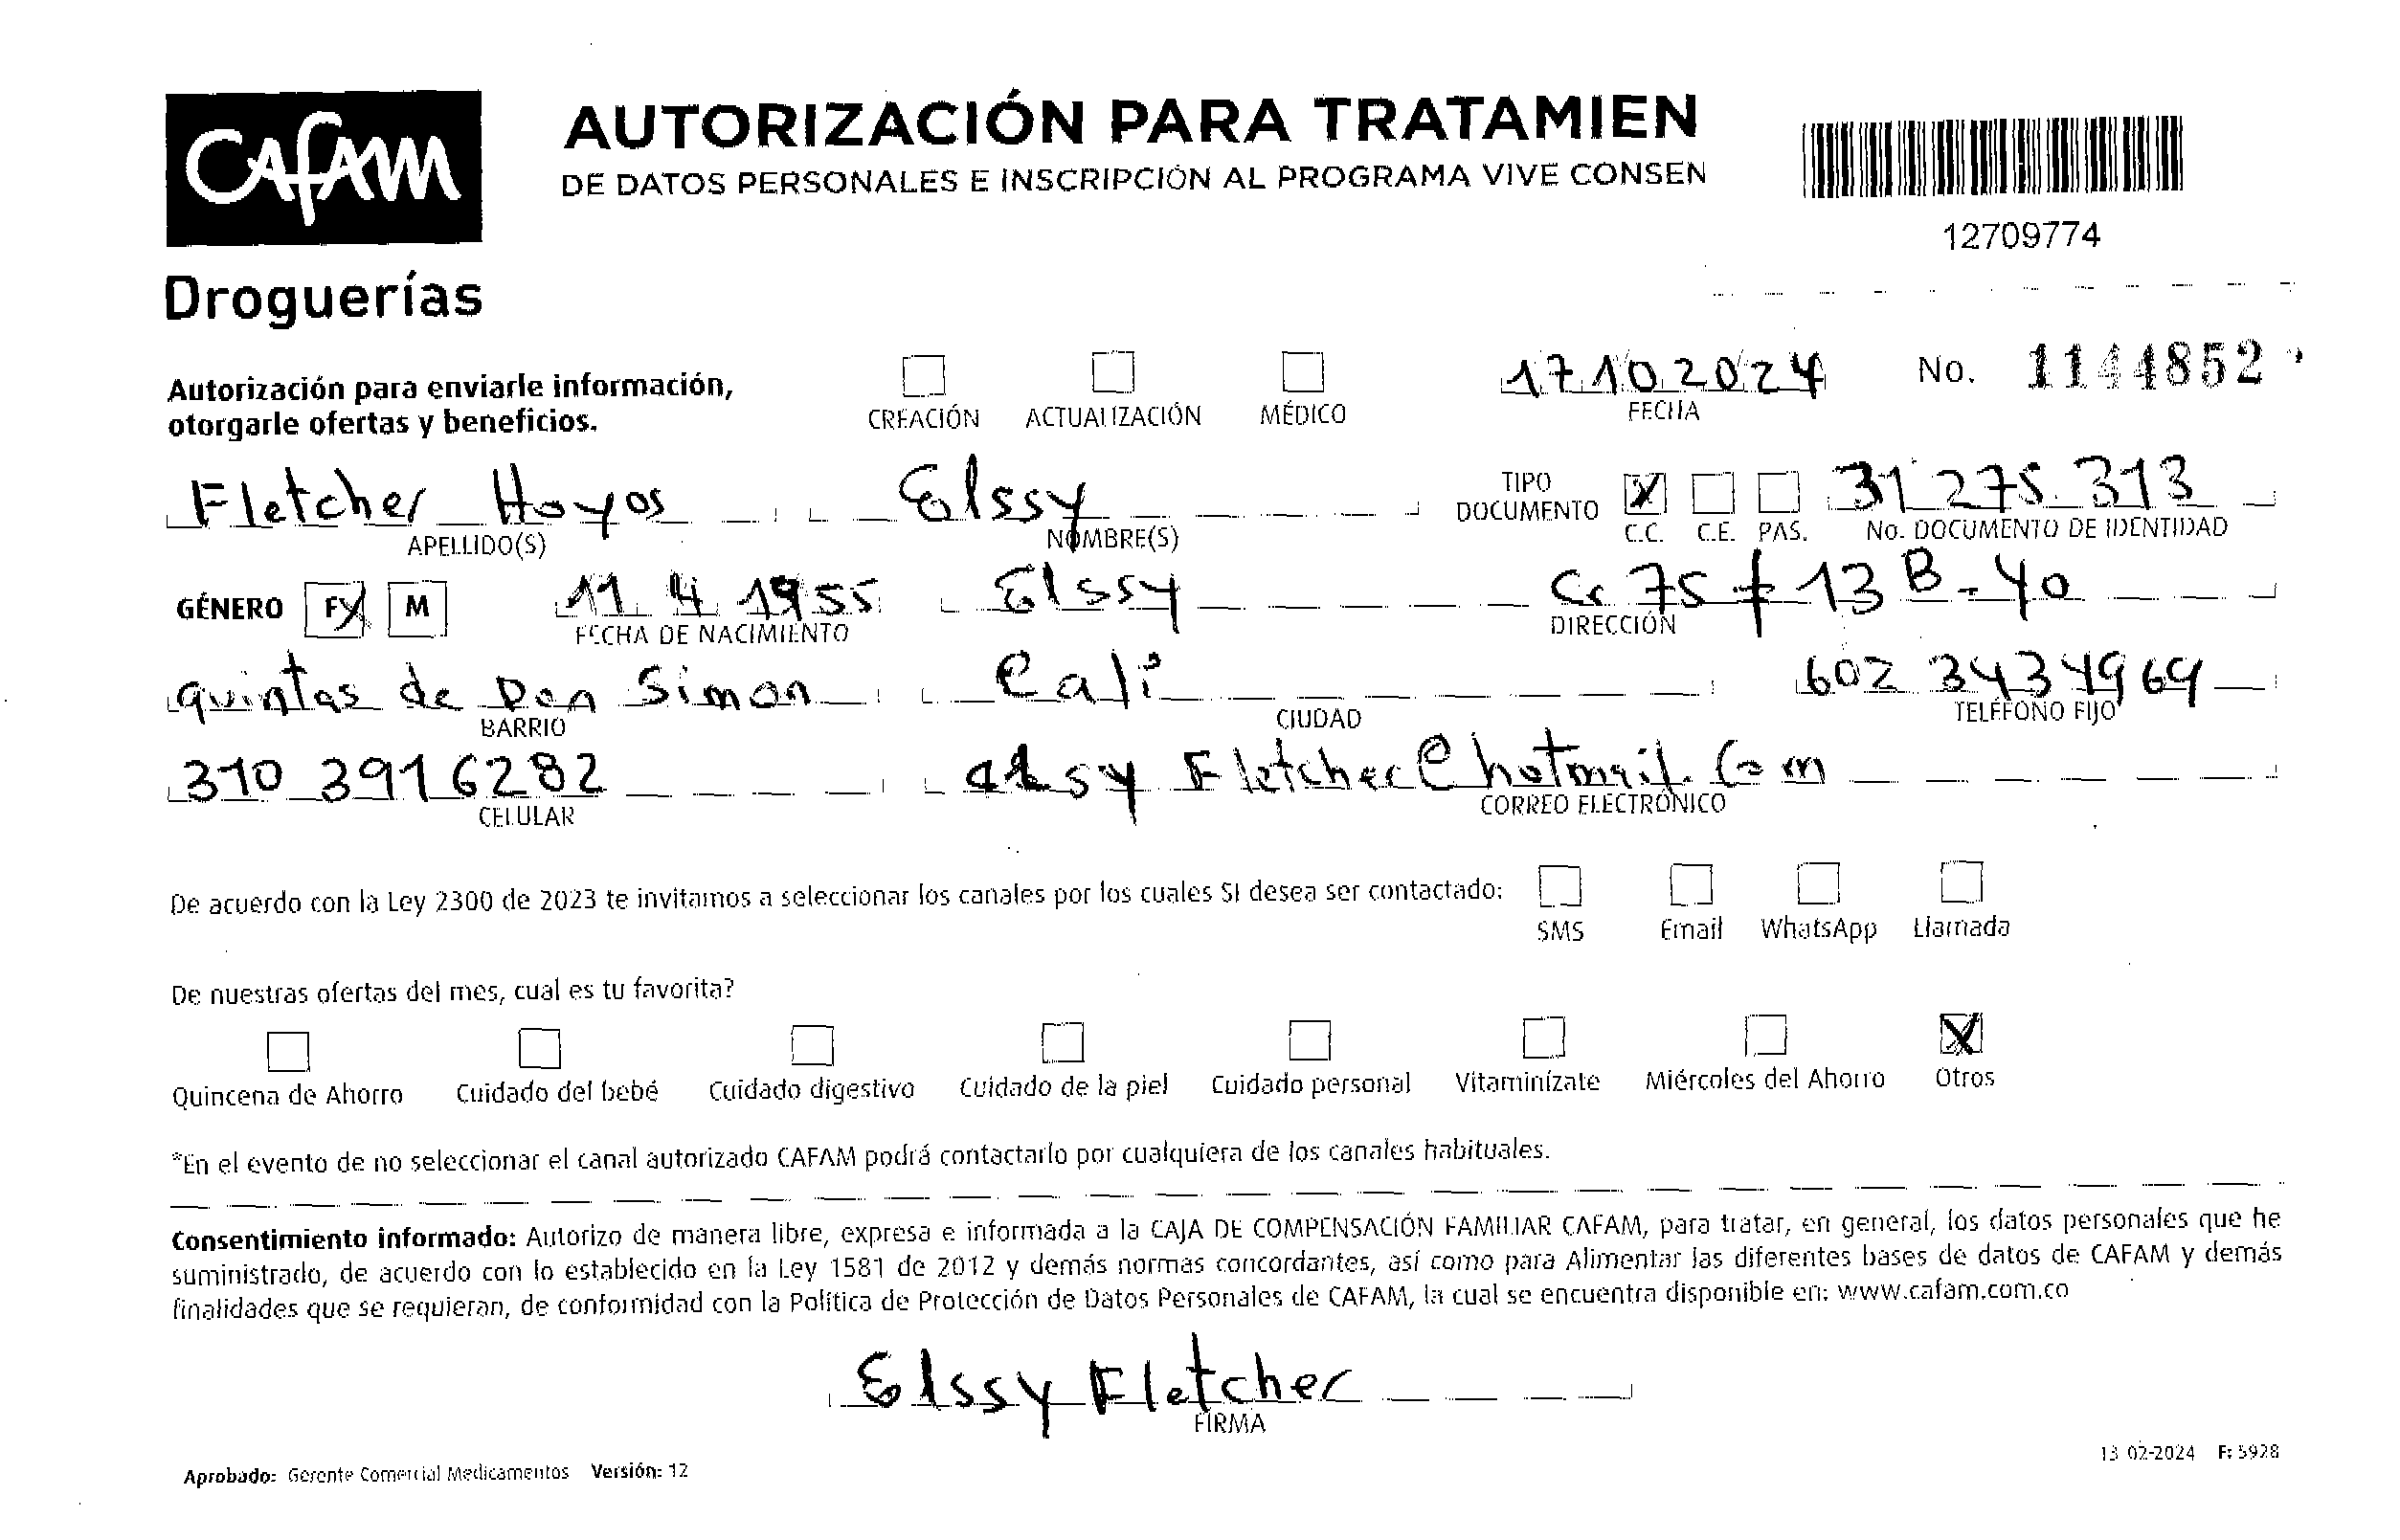 CAFAM
Droguerías
AUTORIZACIÓN PARA TRATAMIEN
DE DATOS PERSONALES E INSCRIPCIÓN AL PROGRAMA VIVE CONSEN
12709774
Autorización para enviarle información,
otorgarle ofertas y beneficios.
CREACIÓN ACTUALIZACIÓN MÉDICO
17 10 2024
FECHA
No. 1144852
Fletcher Hoyos
APELLIDO(S)
Elssy
NOMBRE(S)
TIPO
DOCUMENTO
X
C.C. C.E. PAS.
31 275 313
No. DOCUMENTO DE IDENTIDAD
GÉNERO F X M
11 4 1955
FECHA DE NACIMIENTO
Elssy
Cr 75 # 13 B - 40
DIRECCIÓN
quintas de Don Simon
BARRIO
Cali
CIUDAD
602 3434969
TELÉFONO FIJO
310 3916282
CELULAR
Fletcher@hotmail.Com
CORREO ELECTRÓNICO
De acuerdo con la Ley 2300 de 2023 te invitamos a seleccionar los canales por los cuales SI desea ser contactado:
SMS Email WhatsApp Llamada
De nuestras ofertas del mes, cual es tu favorita?
X
Quincena de Ahorro Cuidado del bebé Cuidado digestivo Cuidado de la piel Cuidado personal Vitaminízate Miércoles del Ahorro Otros
*En el evento de no seleccionar el canal autorizado CAFAM podrá contactarlo por cualquiera de los canales habituales.
Consentimiento informado: Autorizo de manera libre, expresa e informada a la CAJA DE COMPENSACIÓN FAMILIAR CAFAM, para tratar, en general, los datos personales que he
suministrado, de acuerdo con lo establecido en la Ley 1581 de 2012 y demás normas concordantes, así como para Alimentar las diferentes bases de datos de CAFAM y demás
finalidades que se requieran, de conformidad con la Política de Protección de Datos Personales de CAFAM, la cual se encuentra disponible en: www.cafam.com.co
Elssy Fletcher
FIRMA
Aprobado: Gerente Comercial Medicamentos Versión: 12
13-02-2024 F: 5928